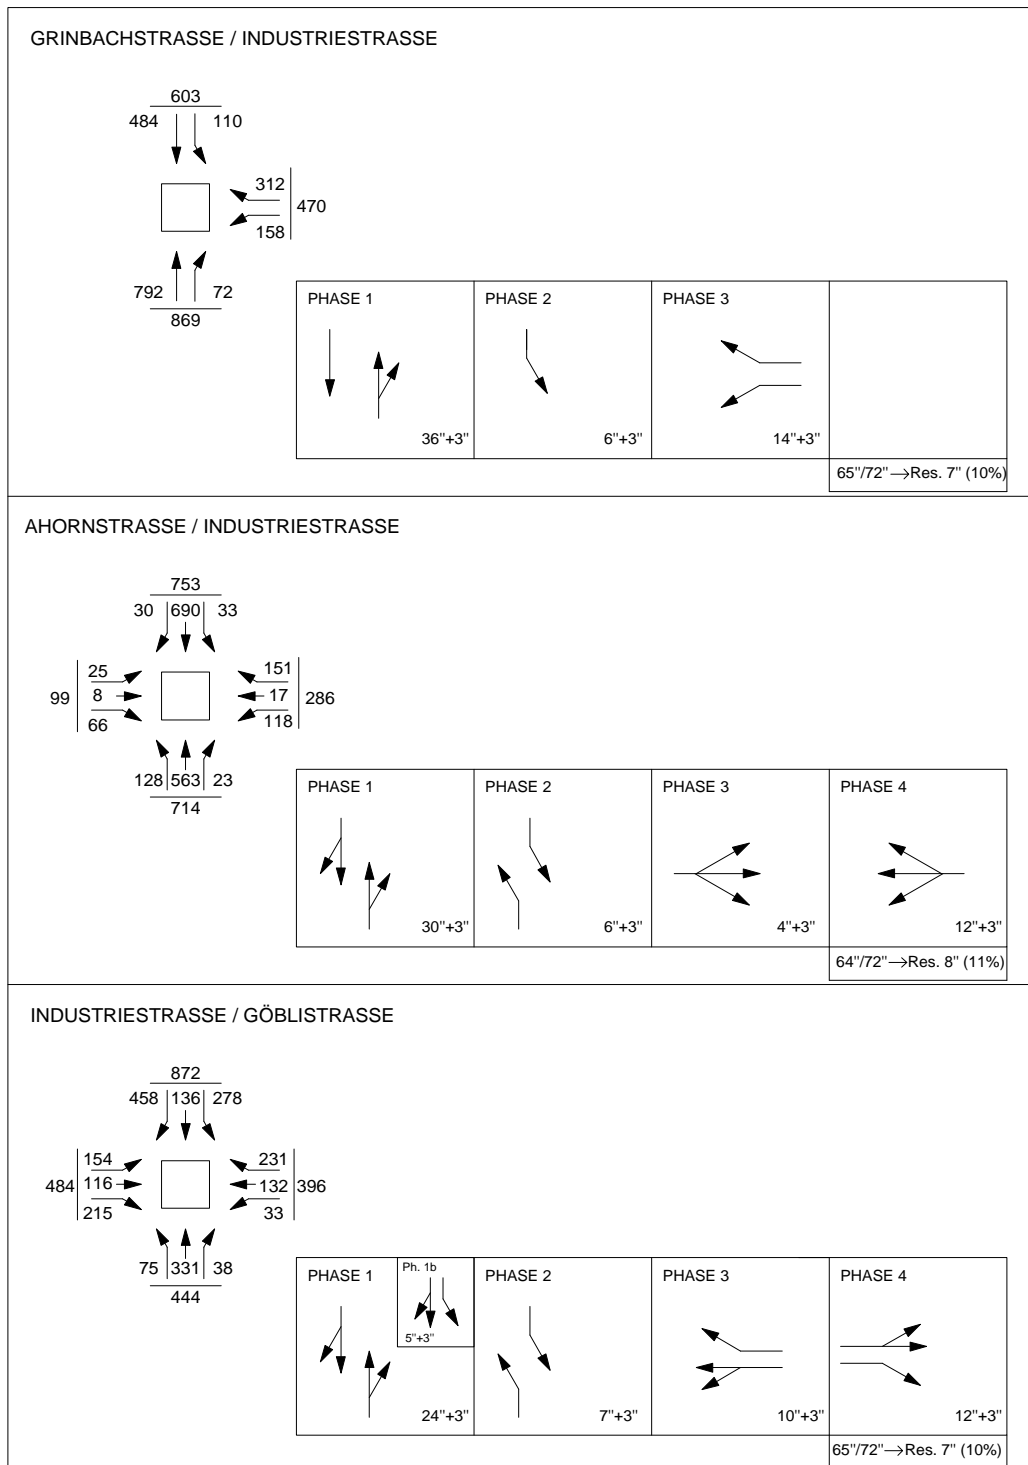 GRINBACHSTRASSE / INDUSTRIESTRASSE
603
484 110
312
470
158
792 72
869
PHASE 1 PHASE 2 PHASE 3
36"+3" 6"+3" 14"+3"
65"/72"→Res. 7" (10%)
AHORNSTRASSE / INDUSTRIESTRASSE
753
30 690 33
25 151
99 8 17 286
66 118
128 563 23
714
PHASE 1 PHASE 2 PHASE 3 PHASE 4
30"+3" 6"+3" 4"+3" 12"+3"
64"/72"→Res. 8" (11%)
INDUSTRIESTRASSE / GÖBLISTRASSE
872
458 136 278
154 231
484 116 132 396
215 33
75 331 38
444
PHASE 1 Ph. 1b PHASE 2 PHASE 3 PHASE 4
5"+3"
24"+3" 7"+3" 10"+3" 12"+3"
65"/72"→Res. 7" (10%)